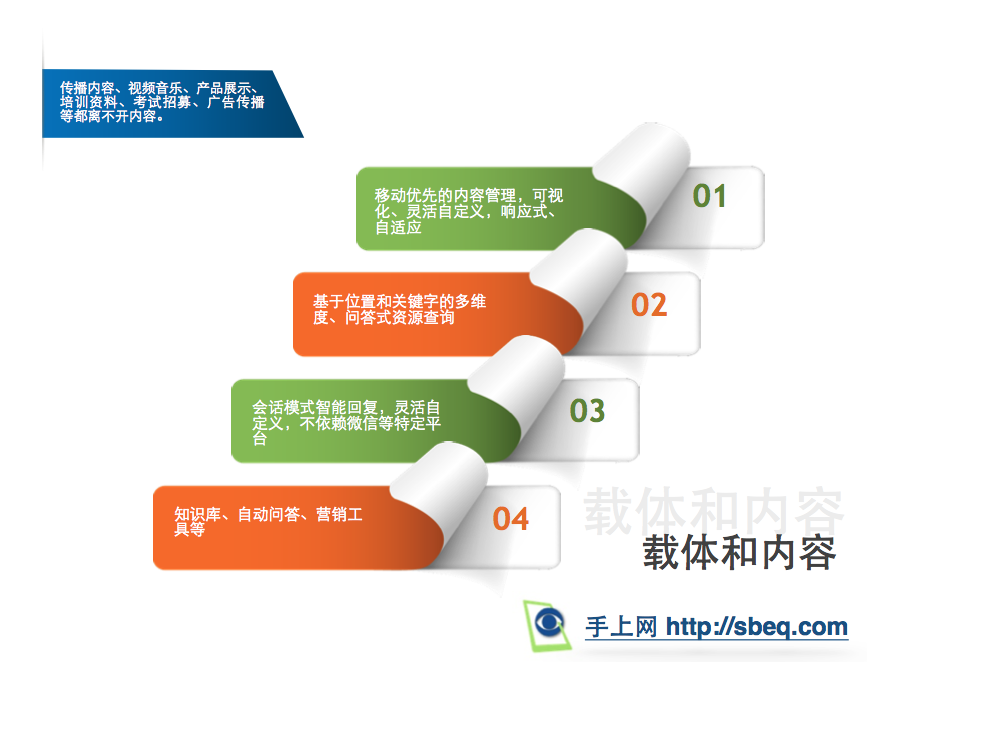 传播内容、视频音乐、产品展示、
培训资料、考试招募、广告传播
等都离不开内容。
移动优先的内容管理，可视
化、灵活自定义，响应式、
自适应
01
基于位置和关键字的多维
度、问答式资源查询
02
会话模式智能回复，灵活自
定义，不依赖微信等特定平
台
03
知识库、自动问答、营销工
具等
04
载体和内容
载体和内容
手上网 http://sbeq.com